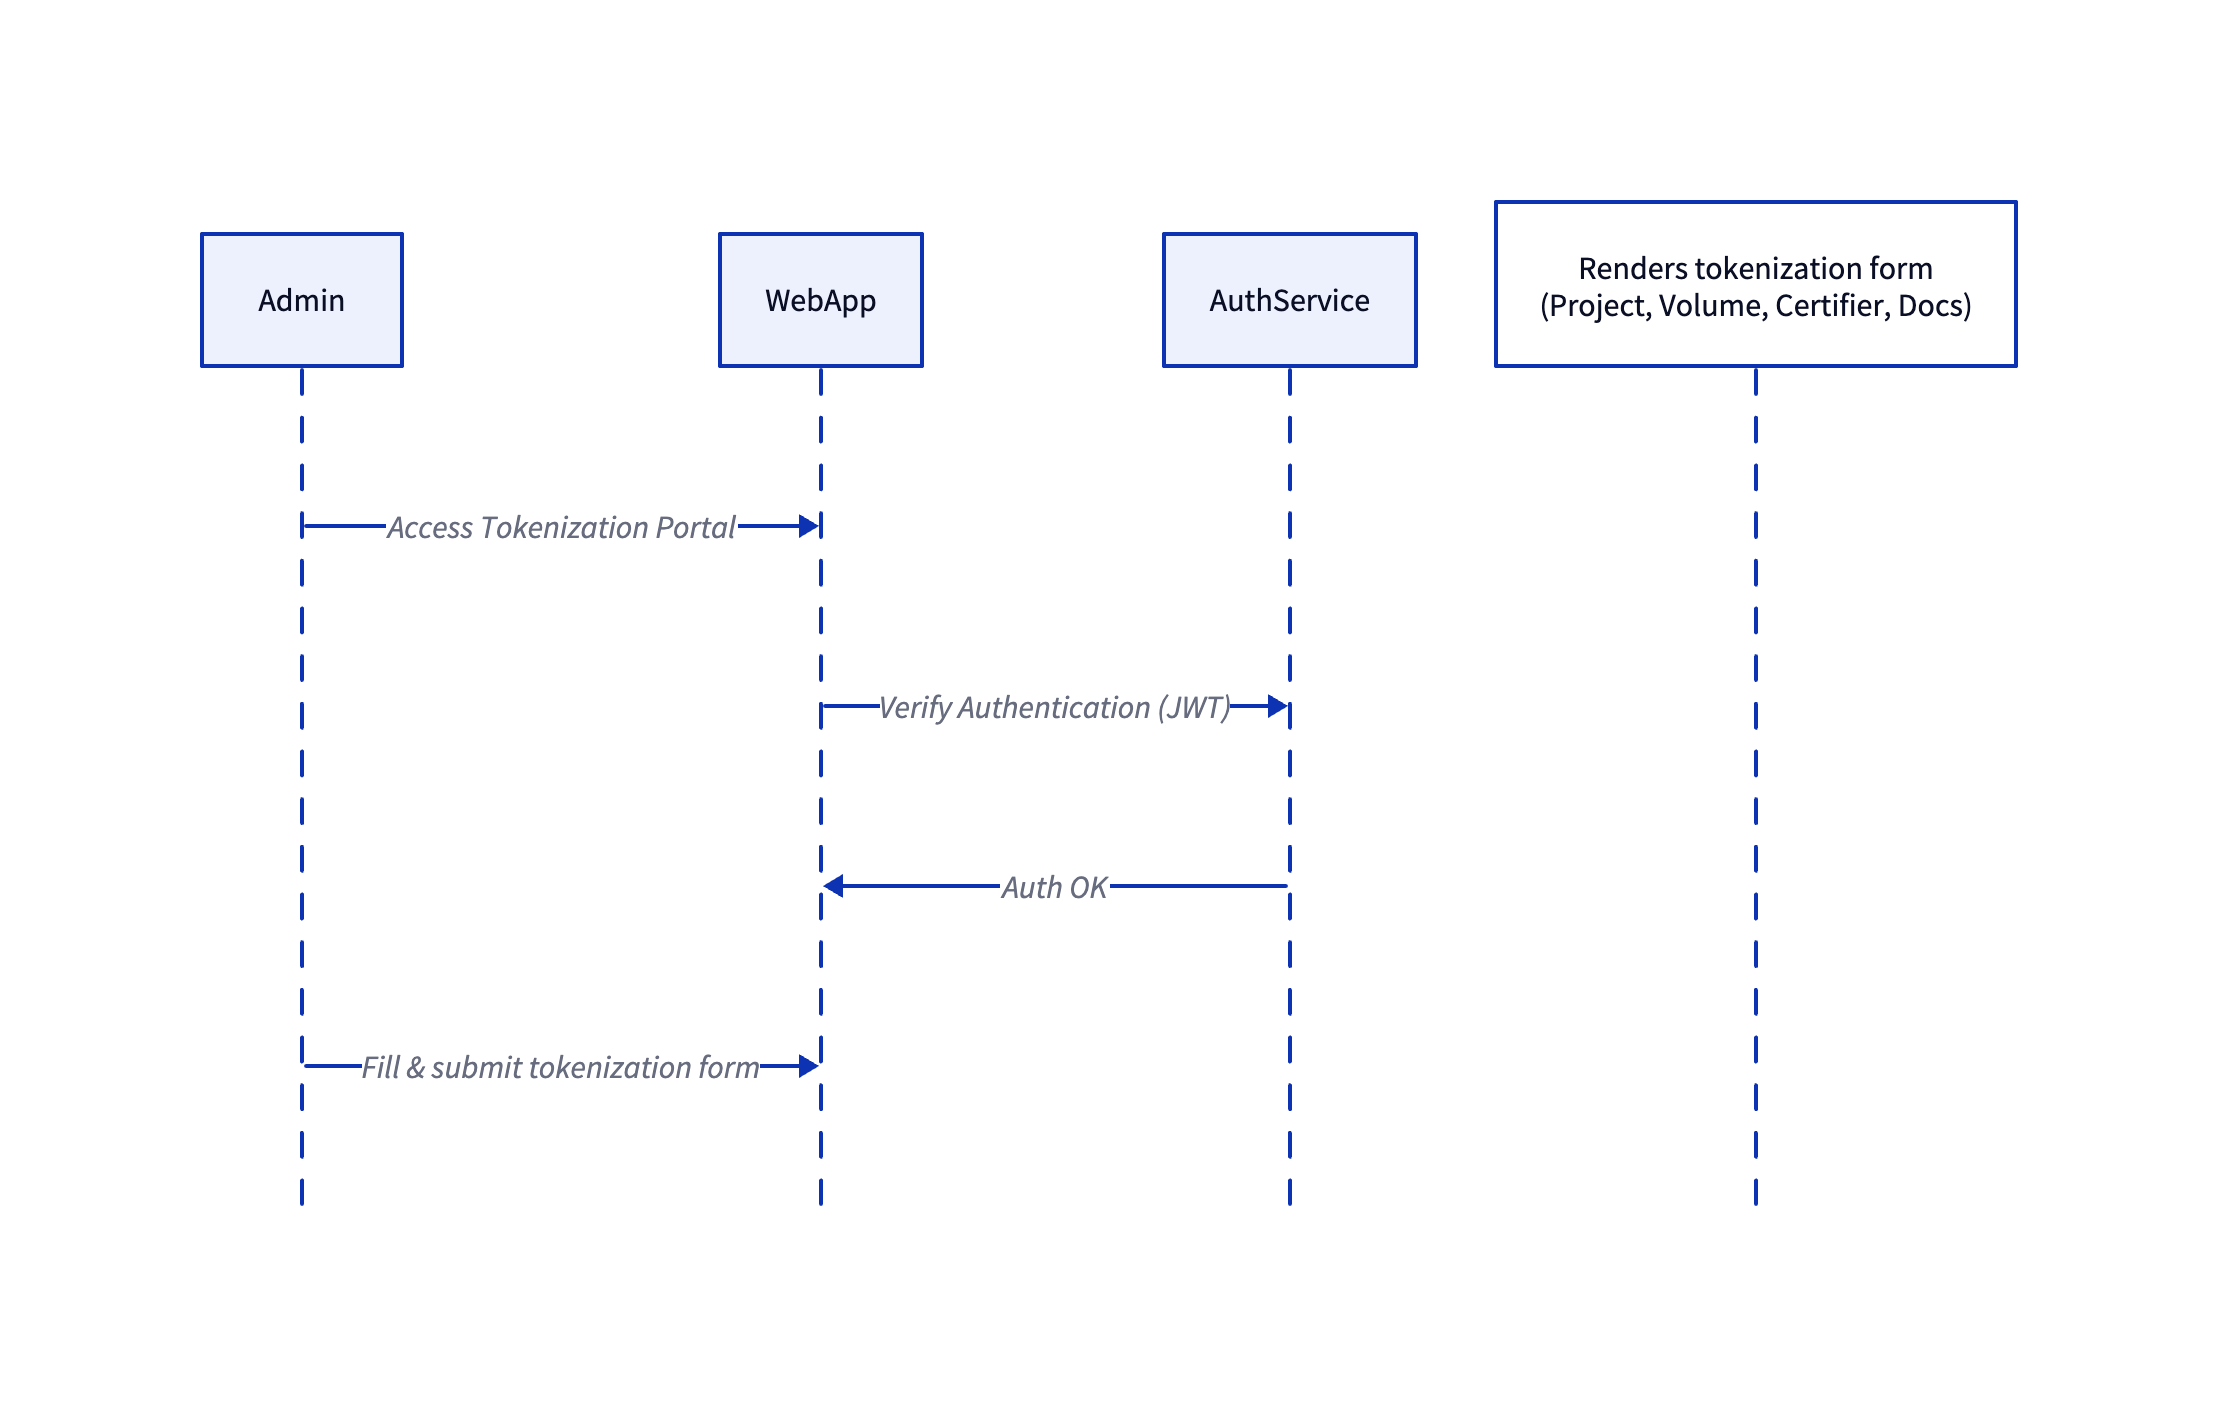 Admin
WebApp
AuthService
Renders tokenization form
(Project, Volume, Certifier, Docs)
Access Tokenization Portal
Verify Authentication (JWT)
Auth OK
Fill & submit tokenization form